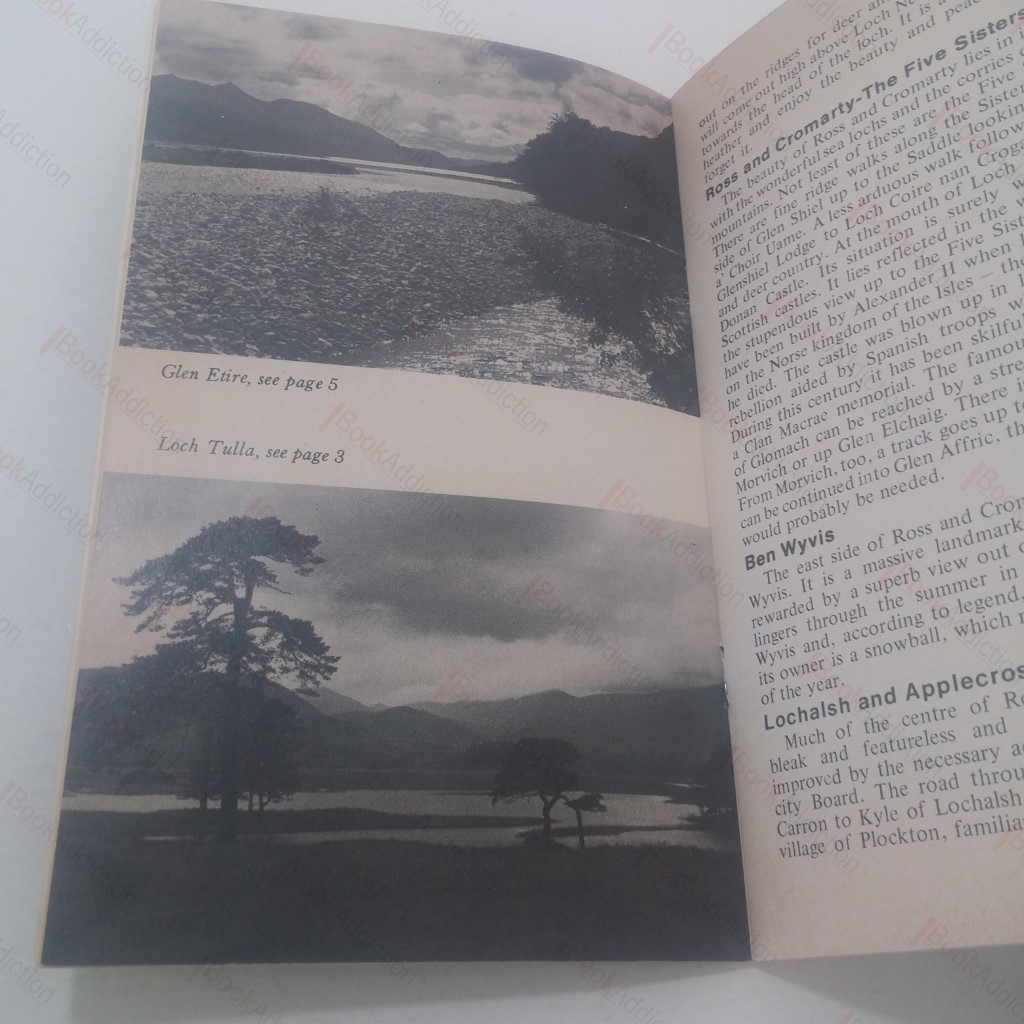 Glen Etire, see page 5
Loch Tulla, see page 3
out on the ridges for deer
will come out high above Loch
towards the head of the loch. It is
heather and enjoy the beauty and
forget it.
Ross and Cromarty-The Five Sisters
The beauty of Ross and Cromarty lies in
with the wonderful sea lochs and the corries
mountains. Not least of these are the Five
There are fine ridge walks along the Sisters
side of Glen Shiel up to the Saddle looking
a' Choir Uame. A less arduous walk follow
Glenshiel Lodge to Loch Coire nan Crog
and deer country. At the mouth of Loch
Donan Castle. Its situation is surely
Scottish castles. It lies reflected in the
the stupendous view up to the Five Sist
have been built by Alexander II when
on the Norse kingdom of the Isles – the
he died. The castle was blown up in
rebellion aided by Spanish troops
During this century it has been skilful
a Clan Macrae memorial. The famou
of Glomach can be reached by a stre
Morvich or up Glen Elchaig. There
From Morvich, too, a track goes up to
can be continued into Glen Affric, th
would probably be needed.
Ben Wyvis
The east side of Ross and Crom
Wyvis. It is a massive landmark
rewarded by a superb view out
lingers through the summer in
Wyvis and, according to legend,
its owner is a snowball, which
of the year.
Lochalsh and Applecros
Much of the centre of Ro
bleak and featureless and
improved by the necessary
city Board. The road throu
Carron to Kyle of Lochalsh
village of Plockton, familia